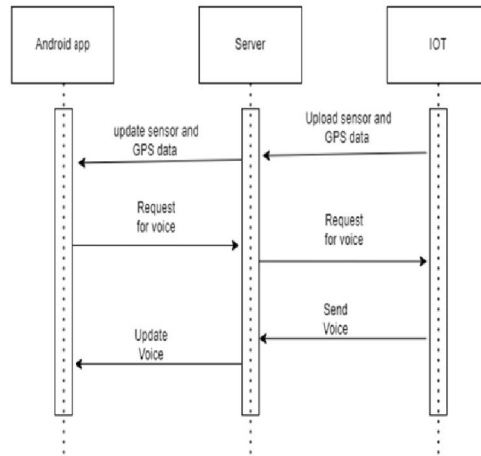 Android app
Server
IOT
update sensor and
GPS data
Upload sensor and
GPS data
Request
for voice
Request
for voice
Send
Voice
Update
Voice